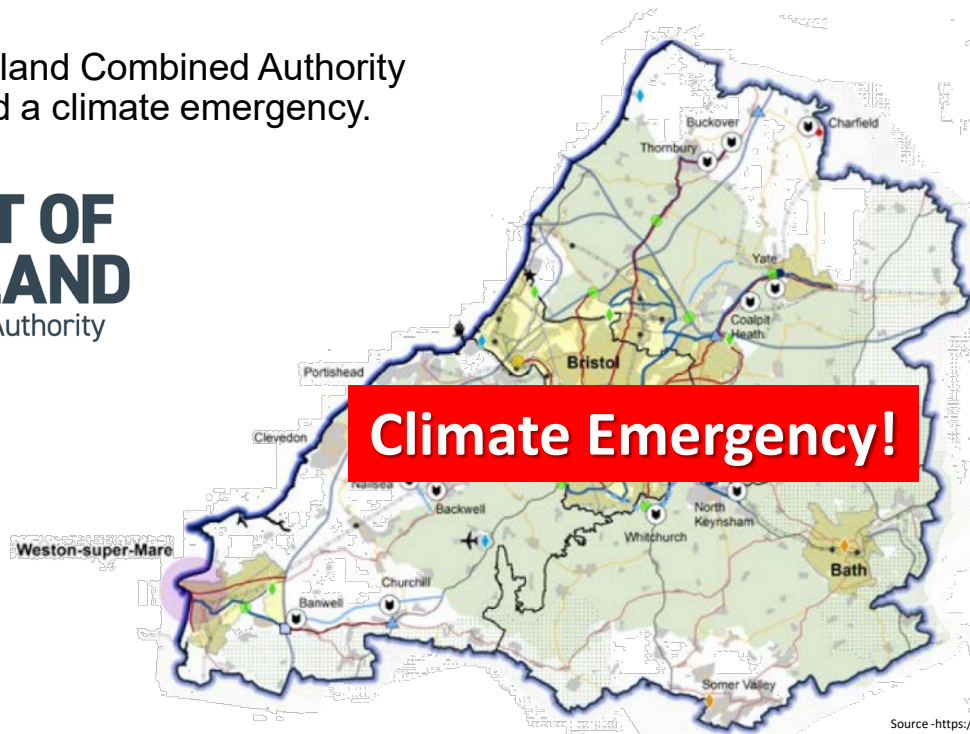 land Combined Authority
d a climate emergency.
T OF
LAND
Authority
Buckover
Charfield
Thornbury
Yate
Coalpit
Heath
Bristol
Portishead
Climate Emergency!
Clevedon
Nailsea
Backwell
North
Keynsham
Whitchurch
Weston-super-Mare
Bath
Churchill
Banwell
Somer Valley
Source -https:/